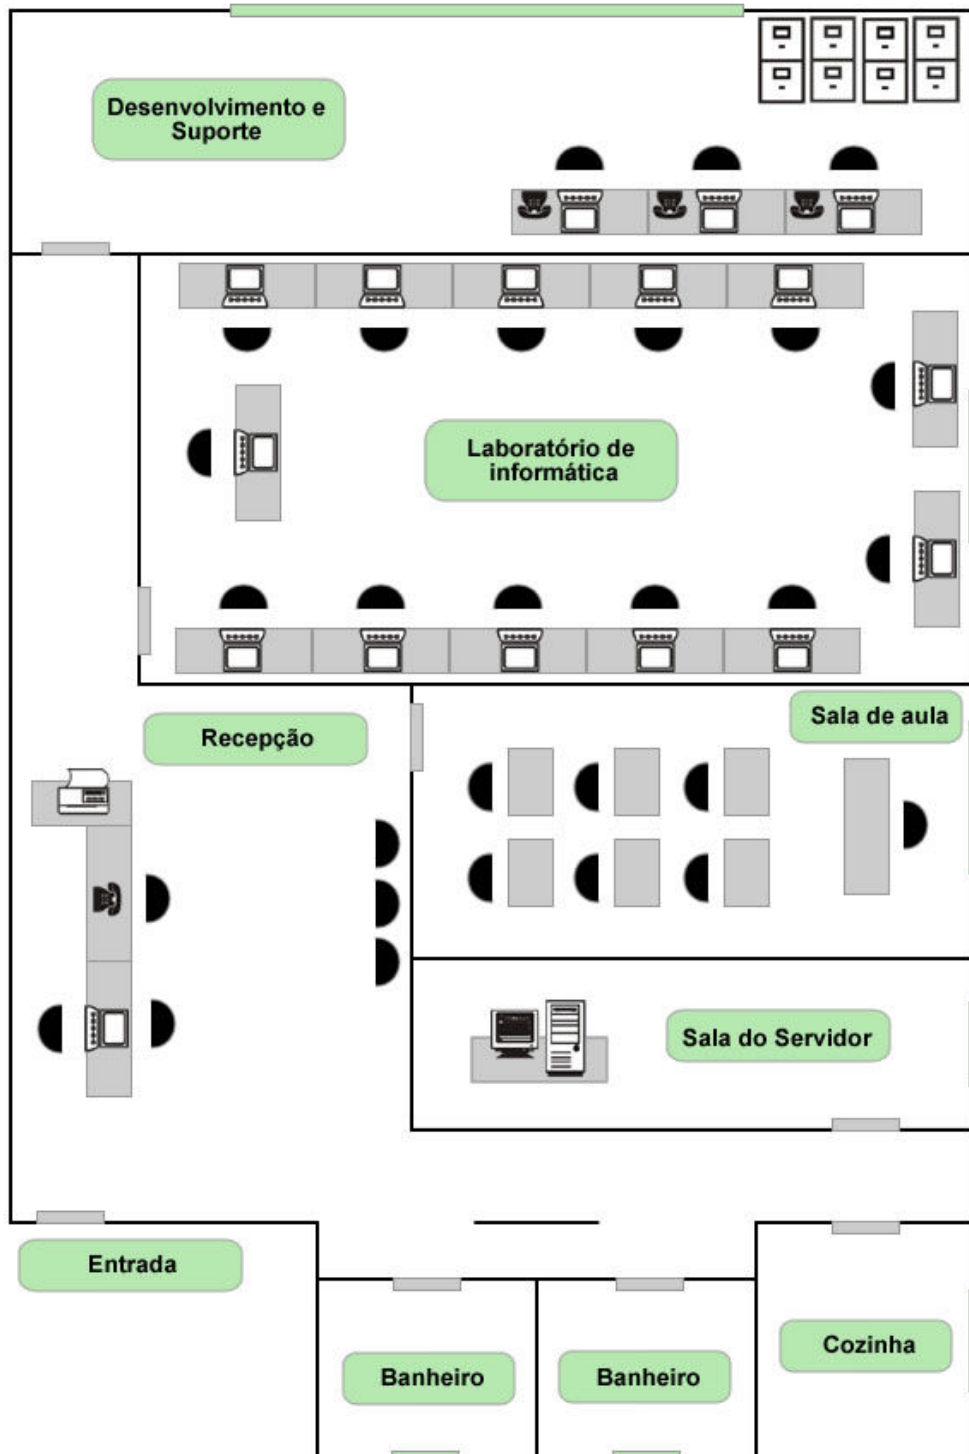 Desenvolvimento e
Suporte
Laboratório de
informática
Sala de aula
Recepção
Sala do Servidor
Entrada
Banheiro
Banheiro
Cozinha